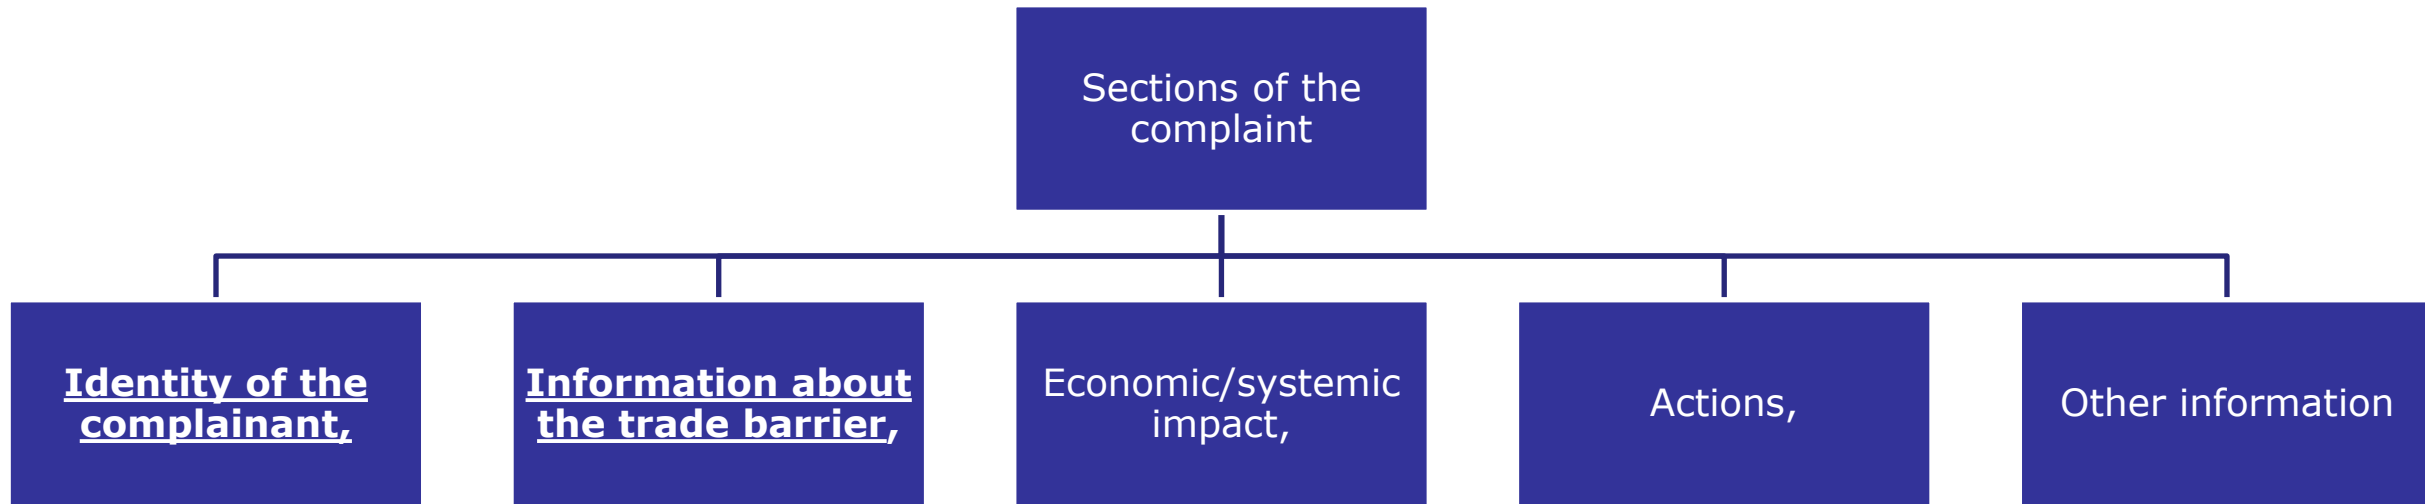 Sections of the
complaint
Identity of the
complainant,
Information about
the trade barrier,
Economic/systemic
impact,
Actions,
Other information